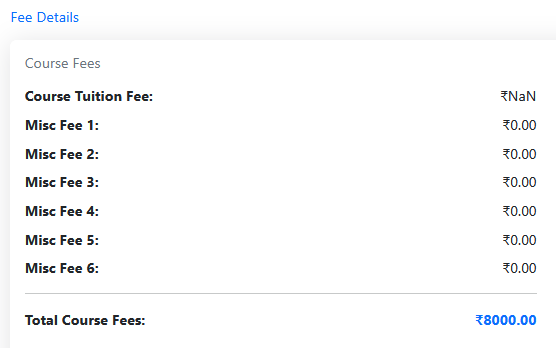 Fee Details
Course Fees
Course Tuition Fee: ₹NaN
Misc Fee 1: ₹0.00
Misc Fee 2: ₹0.00
Misc Fee 3: ₹0.00
Misc Fee 4: ₹0.00
Misc Fee 5: ₹0.00
Misc Fee 6: ₹0.00
Total Course Fees: ₹8000.00